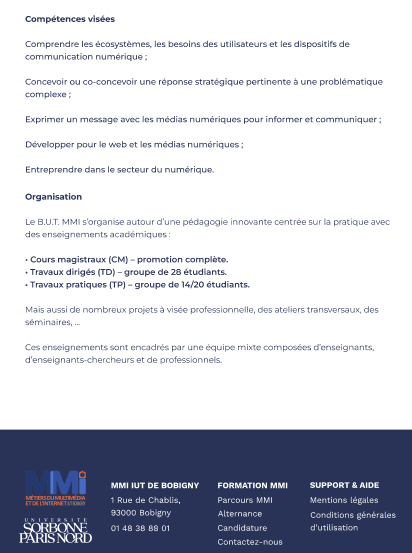 Compétences visées
Comprendre les écosystèmes, les besoins des utilisateurs et les dispositifs de
communication numérique ;
Concevoir ou co-concevoir une réponse stratégique pertinente à une problématique
complexe ;
Exprimer un message avec les médias numériques pour informer et communiquer ;
Développer pour le web et les médias numériques ;
Entreprendre dans le secteur du numérique.
Organisation
Le B.U.T. MMI s'organise autour d'une pédagogie innovante centrée sur la pratique avec
des enseignements académiques :
• Cours magistraux (CM) – promotion complète.
• Travaux dirigés (TD) – groupe de 28 étudiants.
• Travaux pratiques (TP) – groupe de 14/20 étudiants.
Mais aussi de nombreux projets à visée professionnelle, des ateliers transversaux, des
séminaires, ...
Ces enseignements sont encadrés par une équipe mixte composées d'enseignants,
d'enseignants-chercheurs et de professionnels.
MMI
MÉTIERS DU MULTIMÉDIA
ET DE L'INTERNET
UNIVERSITÉ
SORBONNE
PARIS NORD
MMI IUT DE BOBIGNY
1 Rue de Chablis,
93000 Bobigny
01 48 38 88 01
FORMATION MMI
Parcours MMI
Alternance
Candidature
Contactez-nous
SUPPORT & AIDE
Mentions légales
Conditions générales
d'utilisation